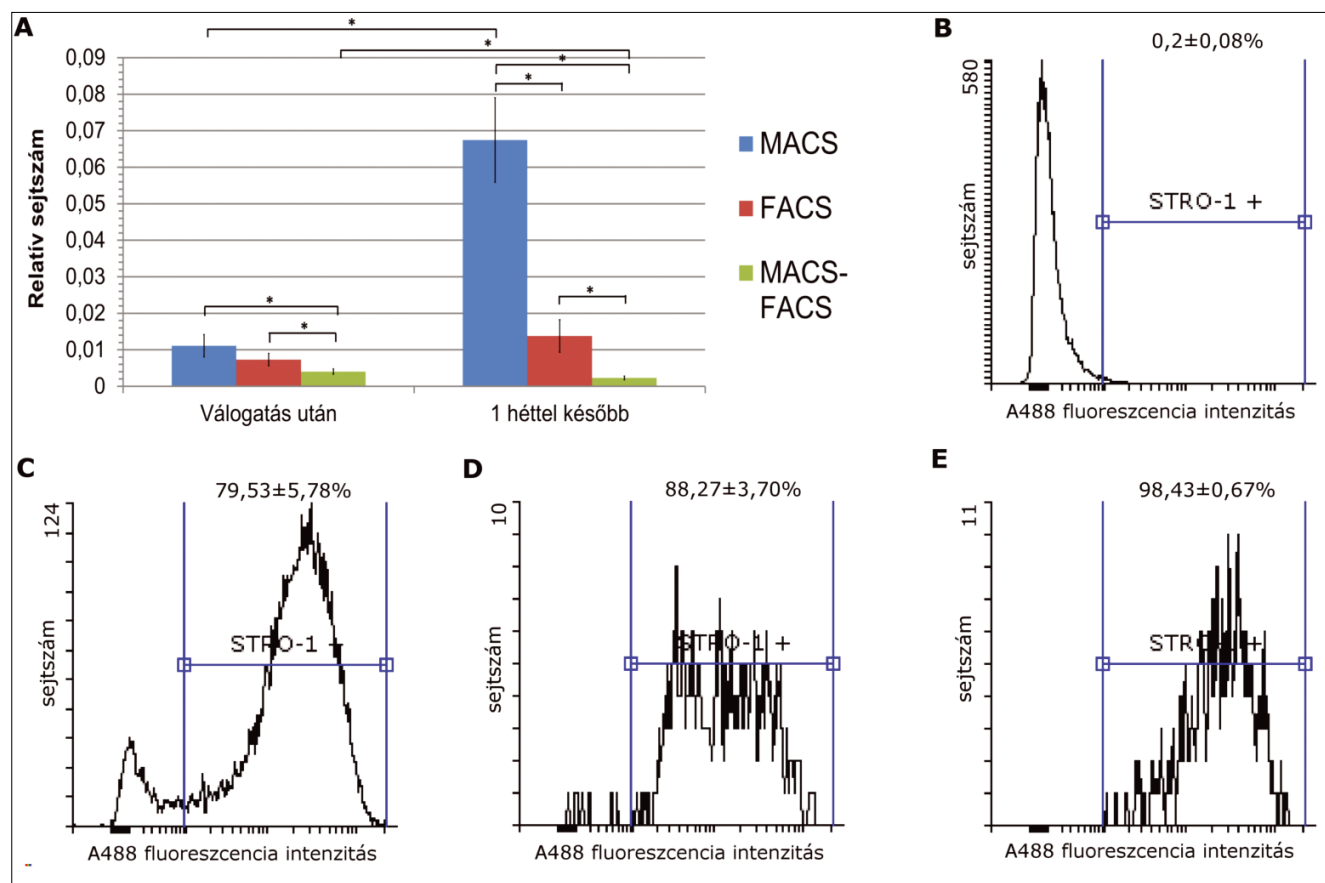 A
*
*
*
*
*
*
*
*
0,09
0,08
0,07
0,06
0,05
0,04
0,03
0,02
0,01
0
Relatív sejtszám
Válogatás után
1 héttel később
MACS
FACS
MACS-
FACS
B
0,2±0,08%
580
sejtszám
STRO-1 +
A488 fluoreszcencia intenzitás
C
79,53±5,78%
124
sejtszám
STRO-1 +
A488 fluoreszcencia intenzitás
D
88,27±3,70%
10
sejtszám
STRO-1 +
A488 fluoreszcencia intenzitás
E
98,43±0,67%
11
sejtszám
STRO-1 +
A488 fluoreszcencia intenzitás